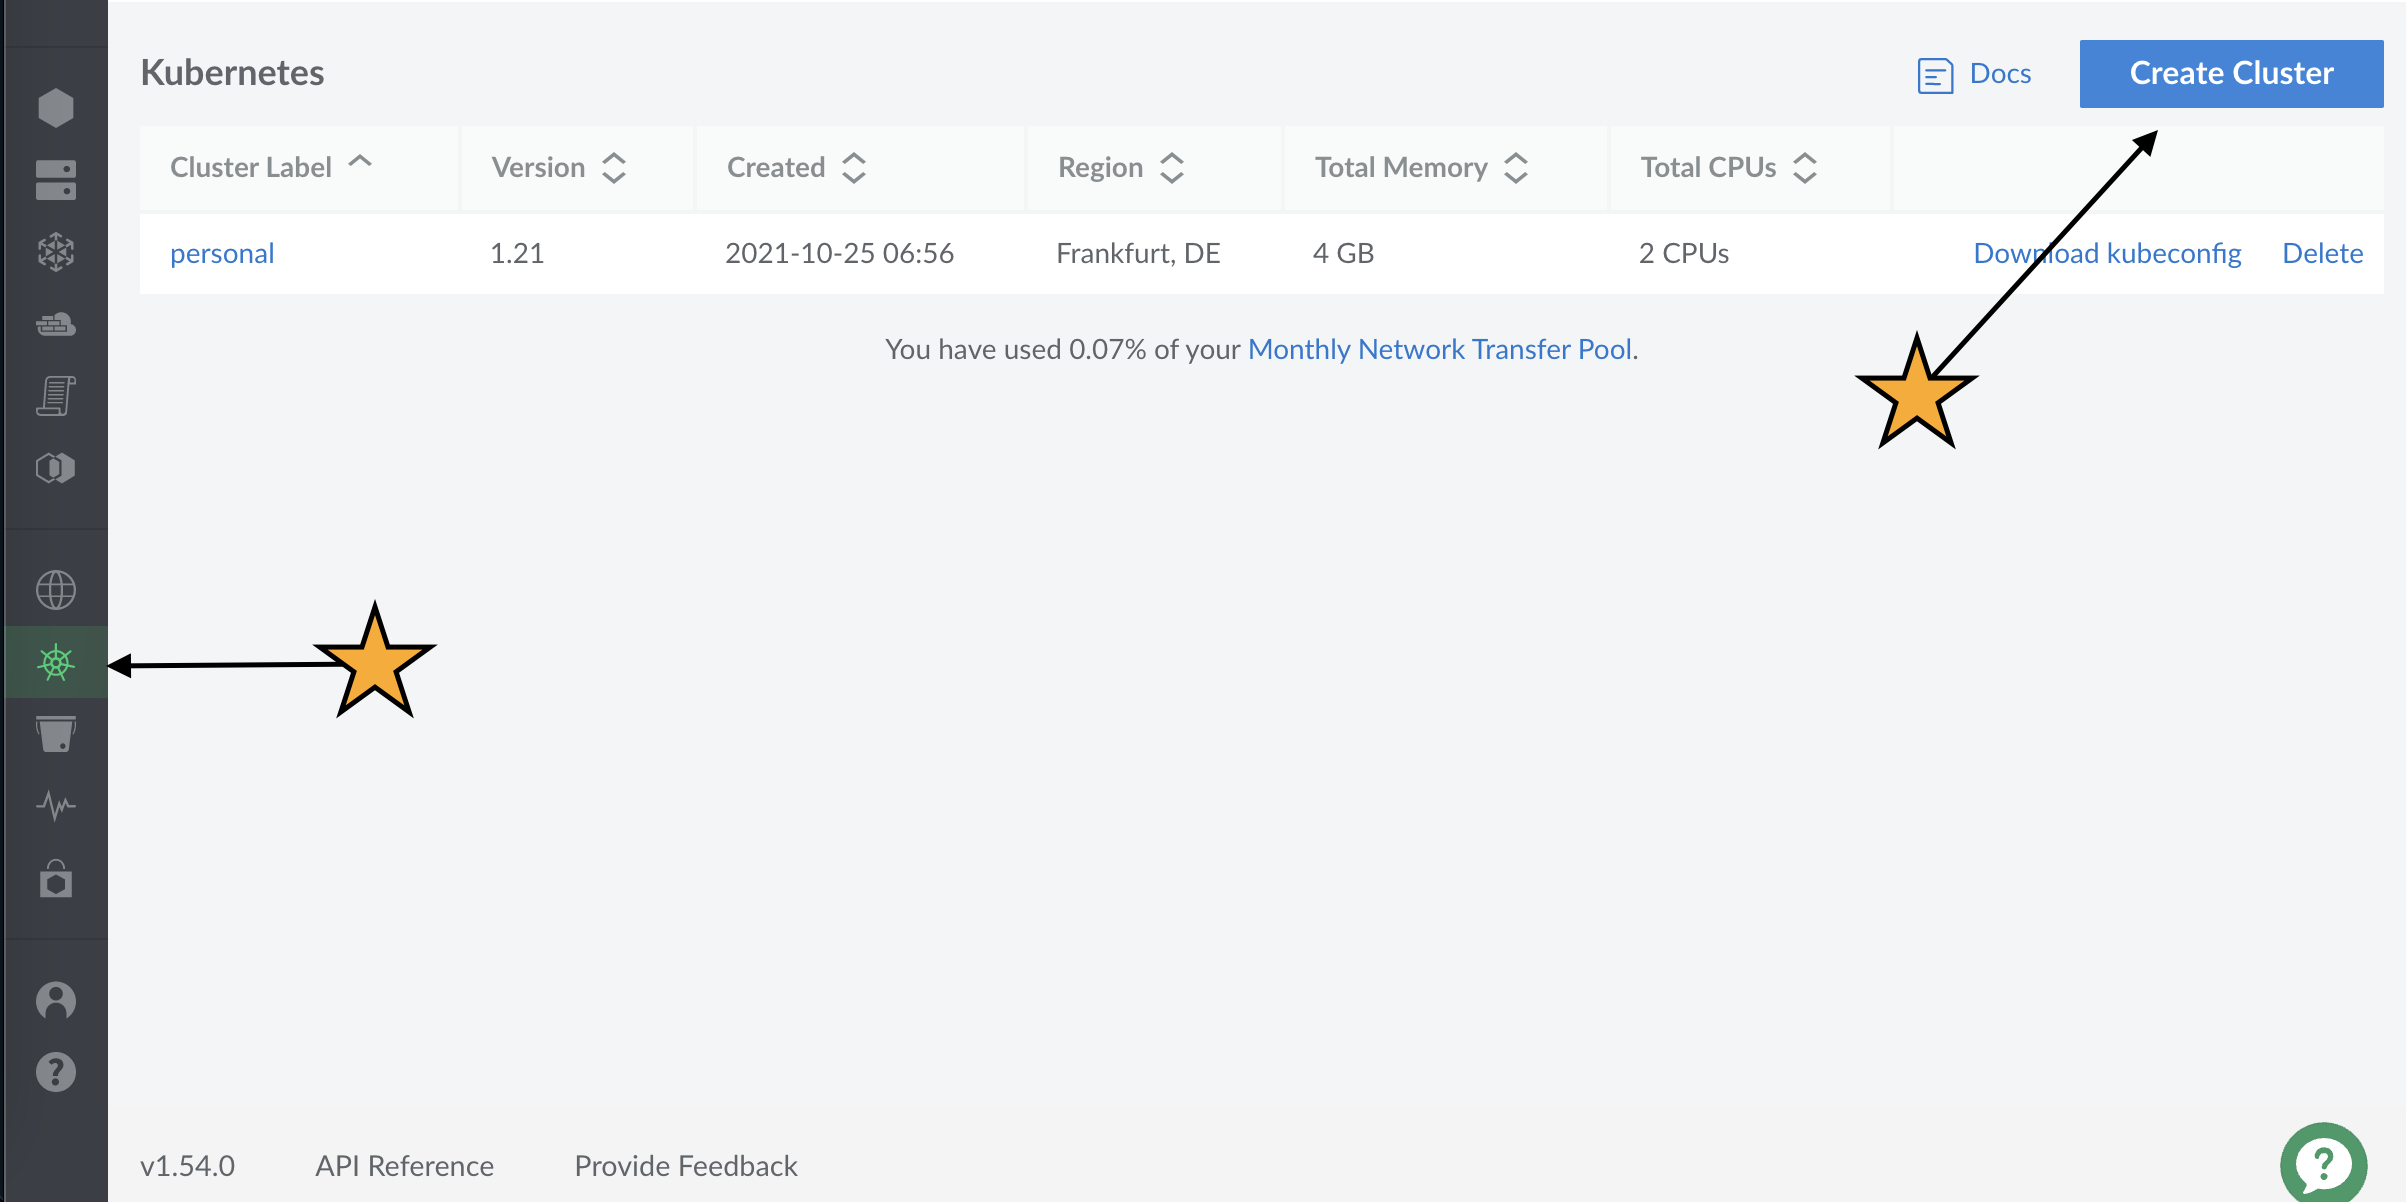 Kubernetes
Docs
Create Cluster
Cluster Label Version Created Region Total Memory Total CPUs
personal 1.21 2021-10-25 06:56 Frankfurt, DE 4 GB 2 CPUs Download kubeconfig Delete
You have used 0.07% of your Monthly Network Transfer Pool.
v1.54.0 API Reference Provide Feedback